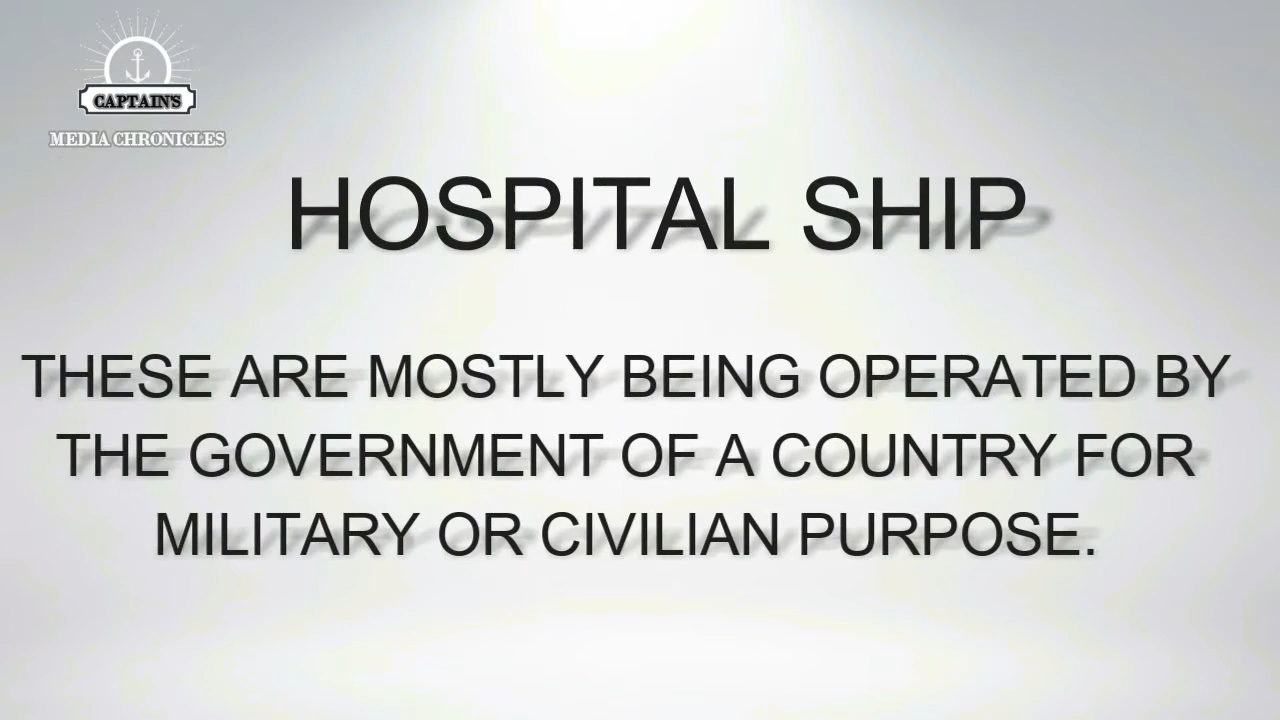 CAPTAIN'S
MEDIA CHRONICLES
HOSPITAL SHIP
THESE ARE MOSTLY BEING OPERATED BY
THE GOVERNMENT OF A COUNTRY FOR
MILITARY OR CIVILIAN PURPOSE.